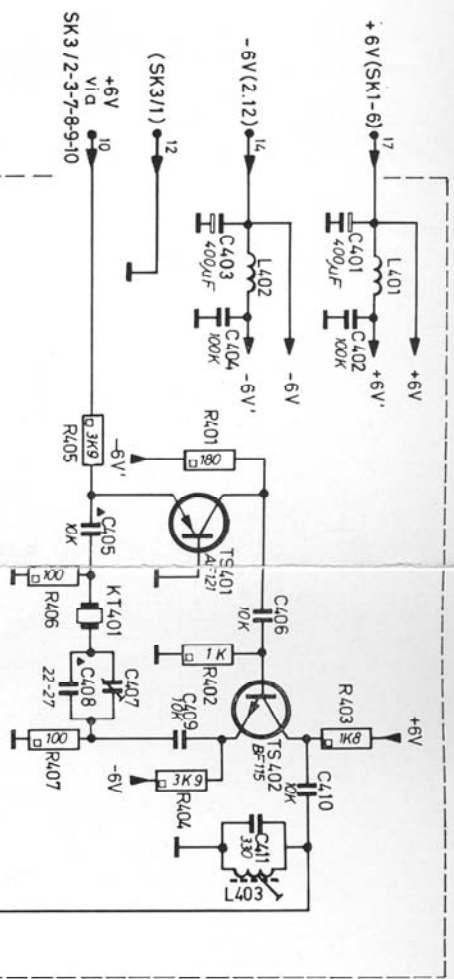 +6V(SK1-6)
17
+6V
L401
C401
400µF
C402
100K
+6V'
-6V(2.12)
14
-6V
L402
C403
400µF
C404
100K
-6V'
(SK3/1)
12
+6V
via
SK3/2-3-7-8-9-10
10
3K9
R405
-6V'
R401
180
TS401
AF121
C405
10K
100
R406
KT401
C406
10K
1K
R402
C407
C408
22-27
100
R407
C409
10K
-6V
3K9
R404
TS402
BF115
R403
1K8
+6V
C410
10K
C411
330
L403